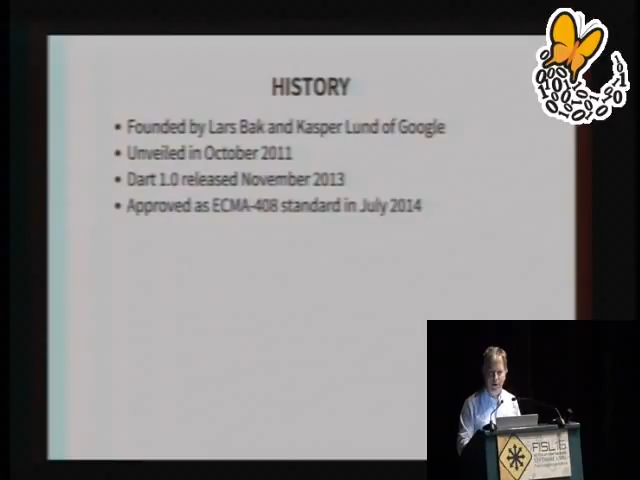 HISTORY
• Founded by Lars Bak and Kasper Lund of Google
• Unveiled in October 2011
• Dart 1.0 released November 2013
• Approved as ECMA-408 standard in July 2014
FISL16